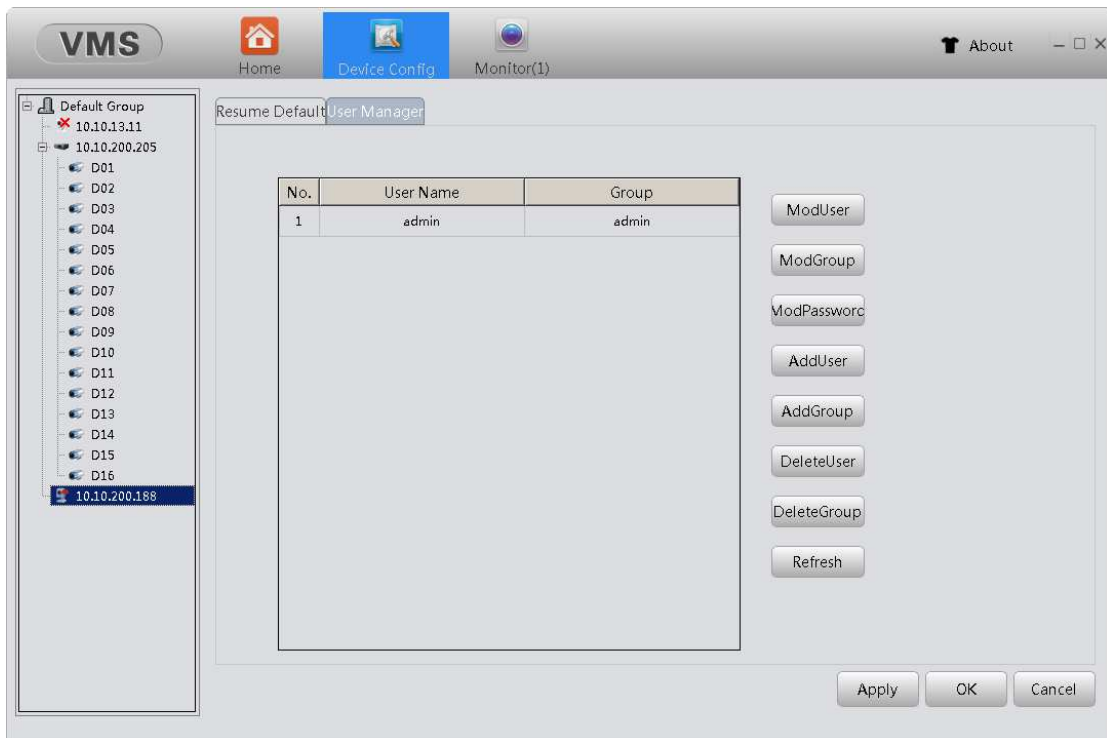 VMS
Home
Device Config
Monitor(1)
About
Default Group
10.10.13.11
10.10.200.205
D01
D02
D03
D04
D05
D06
D07
D08
D09
D10
D11
D12
D13
D14
D15
D16
10.10.200.188
Resume Default
User Manager
No. User Name Group
1 admin admin
ModUser
ModGroup
ModPassword
AddUser
AddGroup
DeleteUser
DeleteGroup
Refresh
Apply
OK
Cancel